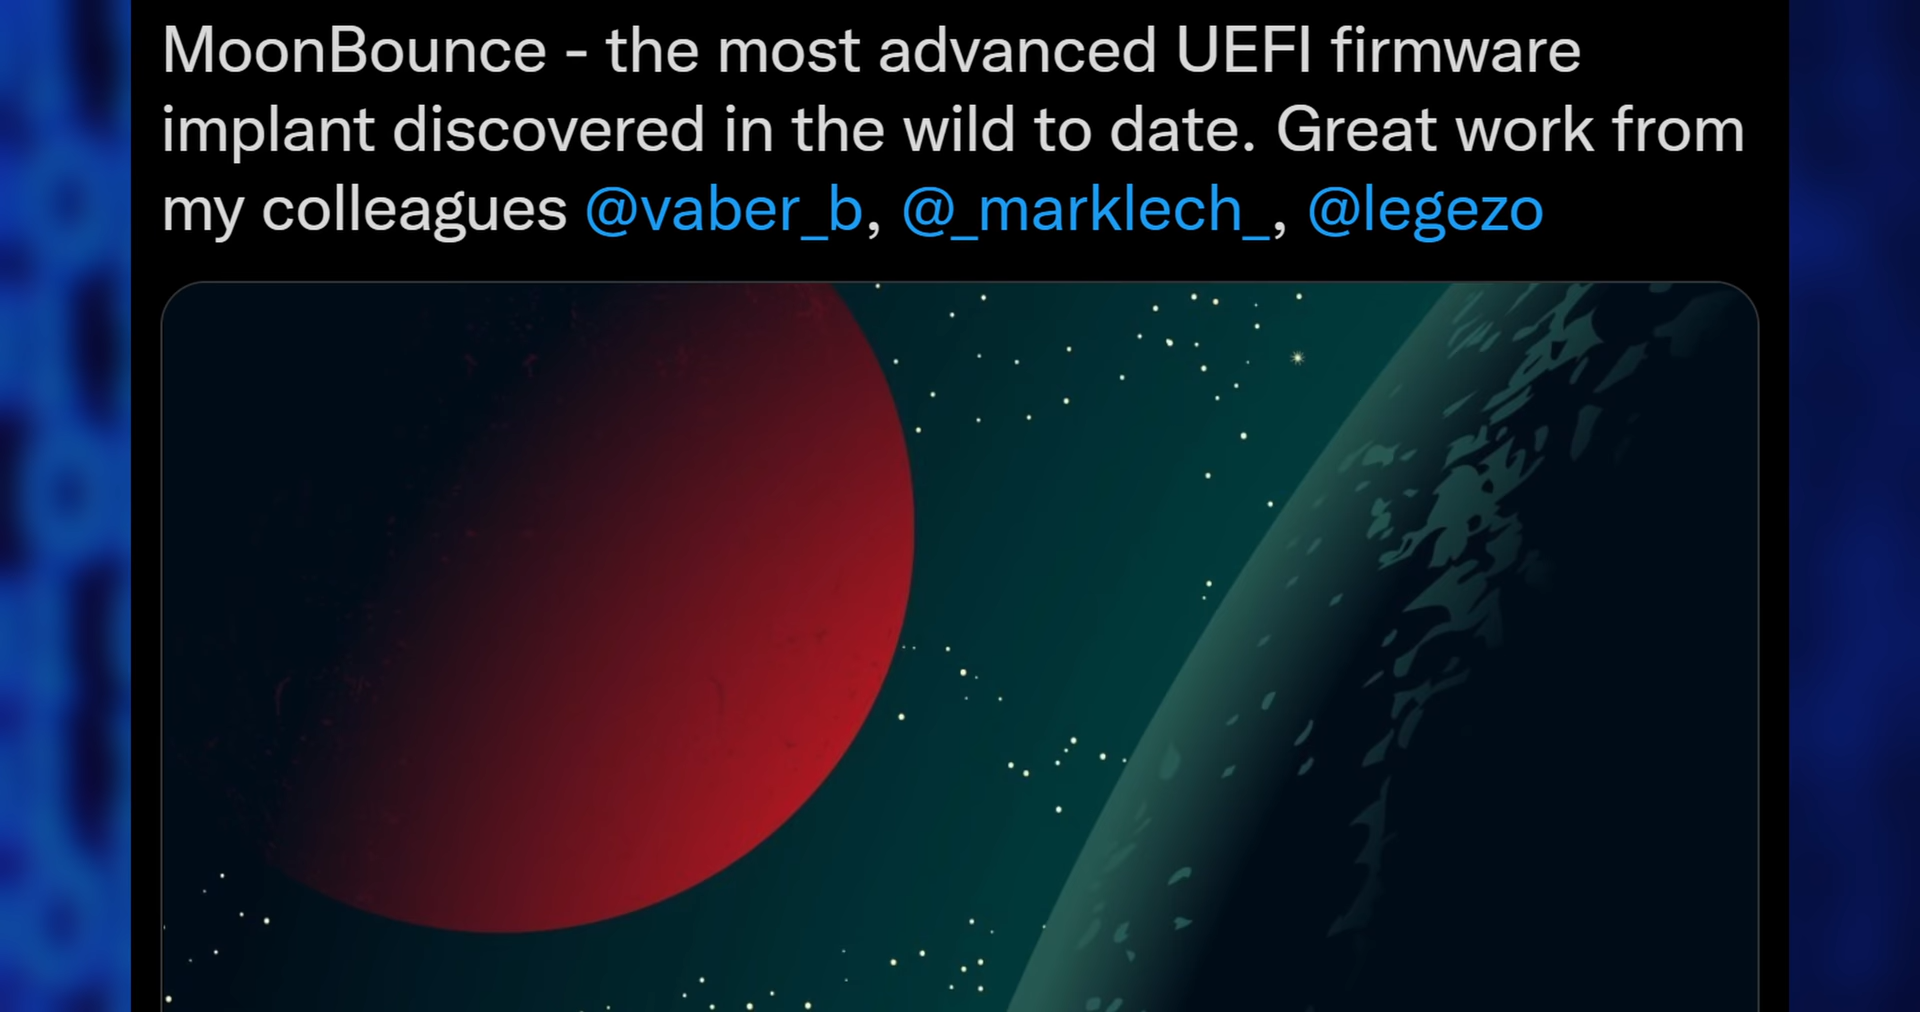 MoonBounce - the most advanced UEFI firmware
implant discovered in the wild to date. Great work from
my colleagues @vaber_b, @_marklech_, @legezo